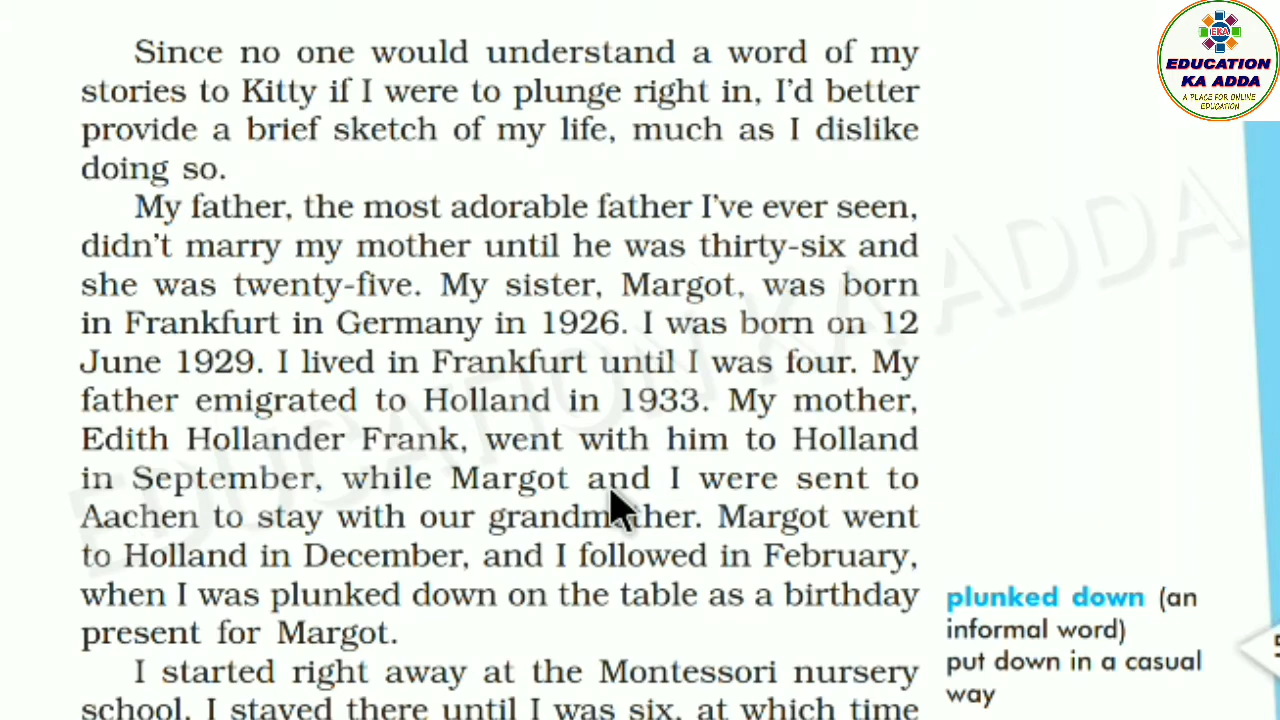 Since no one would understand a word of my
stories to Kitty if I were to plunge right in, I'd better
provide a brief sketch of my life, much as I dislike
doing so.
My father, the most adorable father I've ever seen,
didn't marry my mother until he was thirty-six and
she was twenty-five. My sister, Margot, was born
in Frankfurt in Germany in 1926. I was born on 12
June 1929. I lived in Frankfurt until I was four. My
father emigrated to Holland in 1933. My mother,
Edith Hollander Frank, went with him to Holland
in September, while Margot and I were sent to
Aachen to stay with our grandmother. Margot went
to Holland in December, and I followed in February,
when I was plunked down on the table as a birthday
present for Margot.
I started right away at the Montessori nursery
school. I stayed there until I was six, at which time
plunked down (an
informal word)
put down in a casual
way
5
EKA
EDUCATION
KA ADDA
A PLACE FOR ONLINE
EDUCATION
EDUCATION KA ADDA